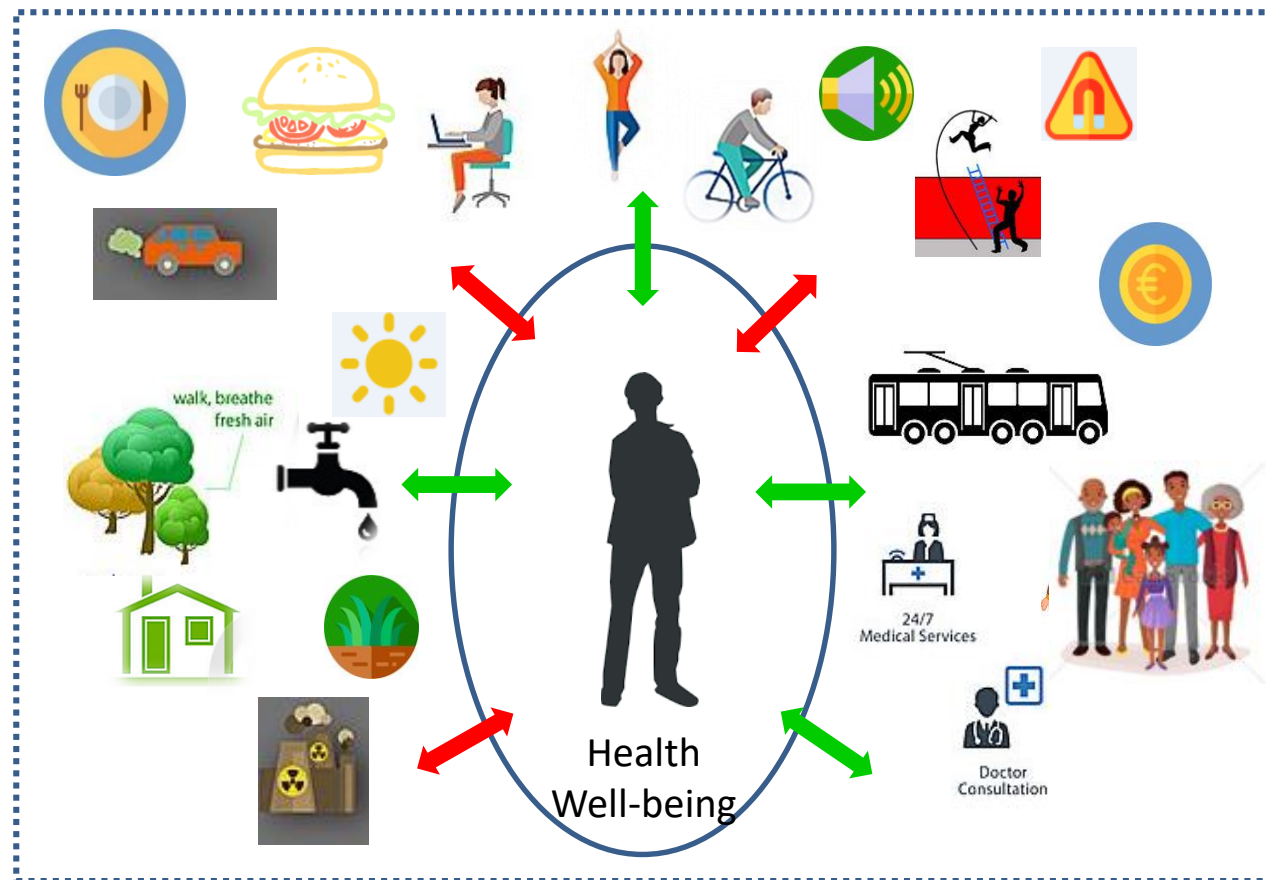 walk, breathe
fresh air
24/7
Medical Services
Doctor
Consultation
Health
Well-being
€